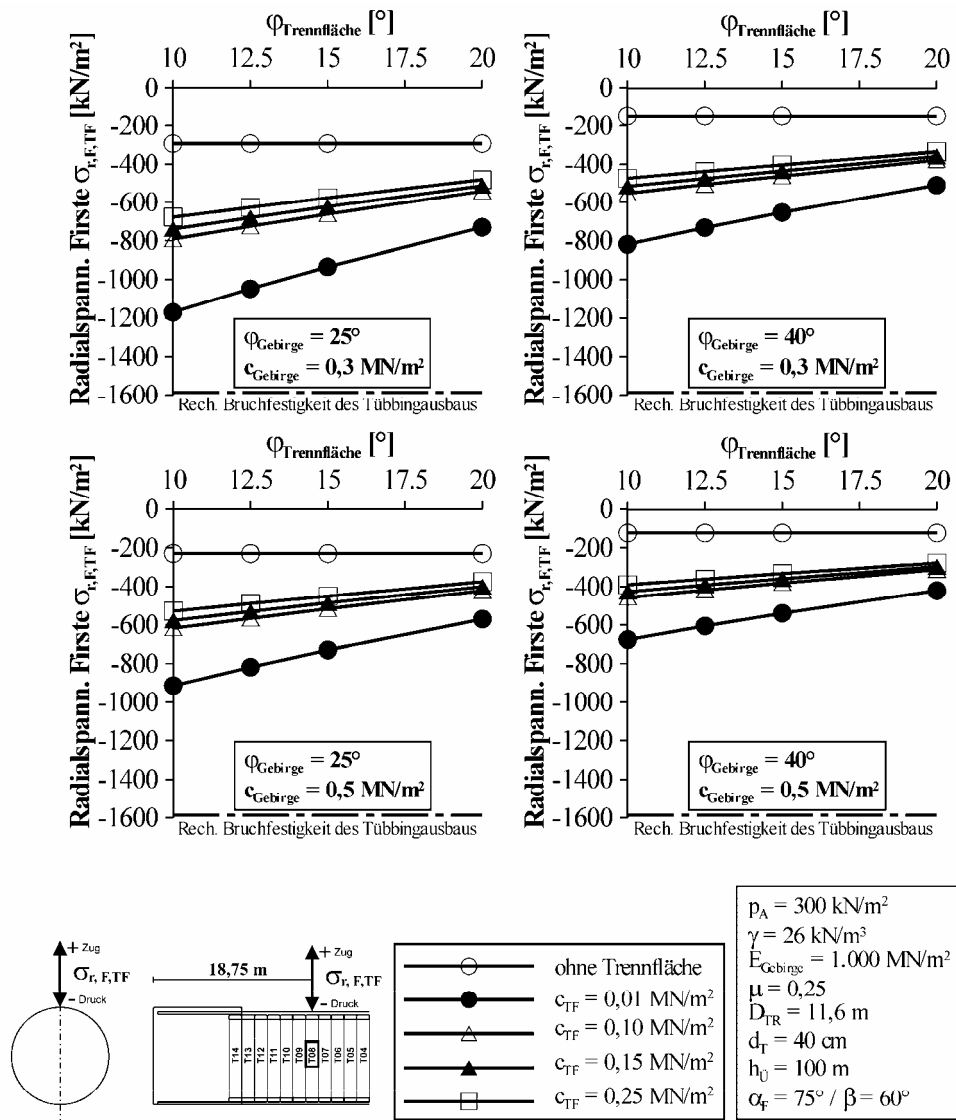 φTrennfläche [°]
10 12.5 15 17.5 20
Radialspann. Firste σr,F,TF [kN/m²]
0
-200
-400
-600
-800
-1000
-1200
-1400
-1600
φGebirge = 25°
cGebirge = 0,3 MN/m²
Rech. Bruchfestigkeit des Tübbingausbaus
φTrennfläche [°]
10 12.5 15 17.5 20
Radialspann. Firste σr,F,TF [kN/m²]
0
-200
-400
-600
-800
-1000
-1200
-1400
-1600
φGebirge = 40°
cGebirge = 0,3 MN/m²
Rech. Bruchfestigkeit des Tübbingausbaus
φTrennfläche [°]
10 12.5 15 17.5 20
Radialspann. Firste σr,F,TF [kN/m²]
0
-200
-400
-600
-800
-1000
-1200
-1400
-1600
φGebirge = 25°
cGebirge = 0,5 MN/m²
Rech. Bruchfestigkeit des Tübbingausbaus
φTrennfläche [°]
10 12.5 15 17.5 20
Radialspann. Firste σr,F,TF [kN/m²]
0
-200
-400
-600
-800
-1000
-1200
-1400
-1600
φGebirge = 40°
cGebirge = 0,5 MN/m²
Rech. Bruchfestigkeit des Tübbingausbaus
+ Zug
σr, F,TF
– Druck
18,75 m
+ Zug
σr, F,TF
– Druck
T14 T13 T12 T11 T10 T09 T08 T07 T06 T05 T04
ohne Trennfläche
cTF = 0,01 MN/m²
cTF = 0,10 MN/m²
cTF = 0,15 MN/m²
cTF = 0,25 MN/m²
pA = 300 kN/m²
γ = 26 kN/m³
EGebirge = 1.000 MN/m²
μ = 0,25
DTR = 11,6 m
dT = 40 cm
hÜ = 100 m
αF = 75° / β = 60°